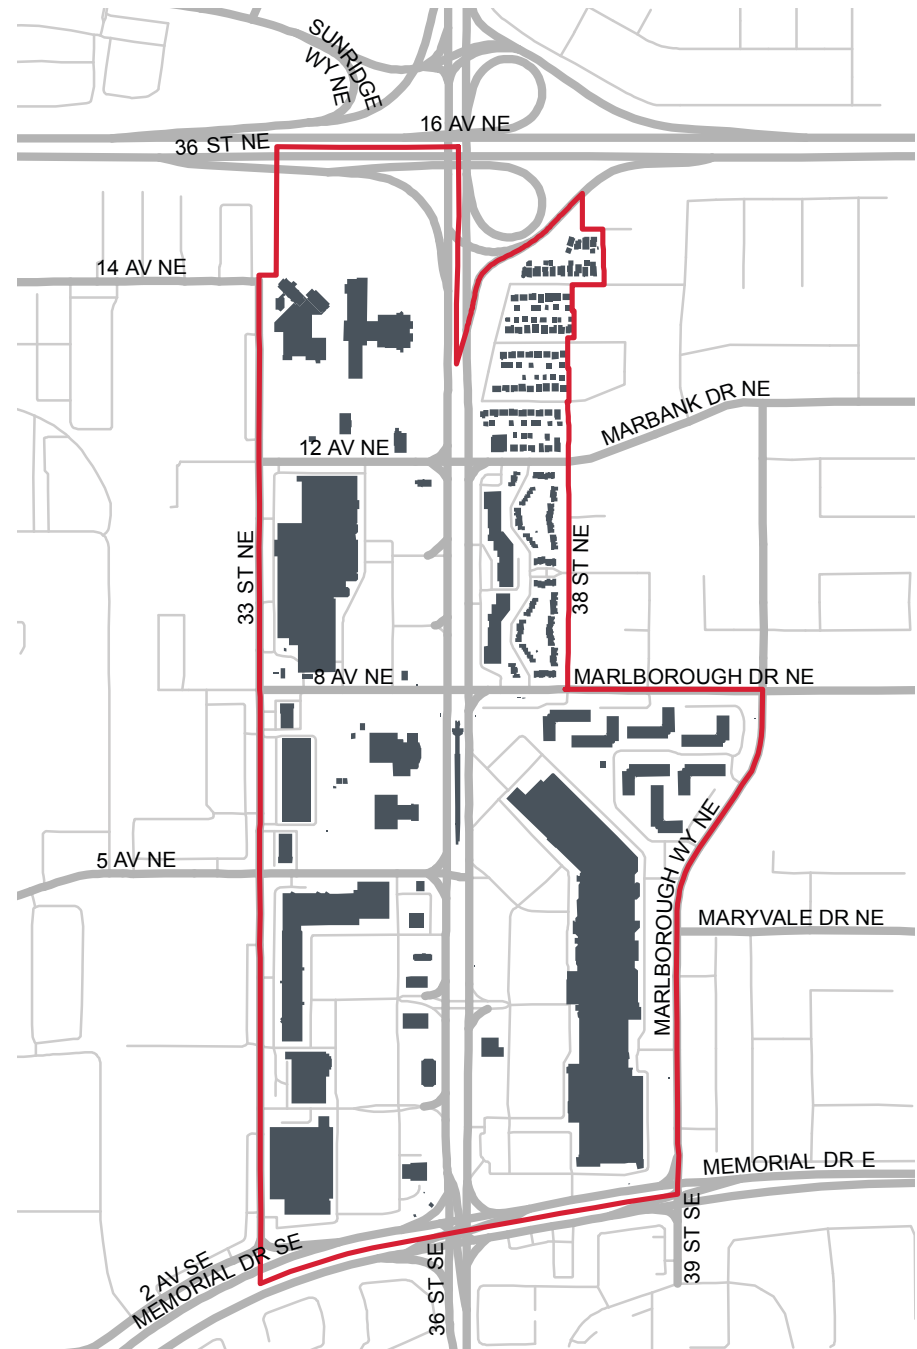 SUNRIDGE
WY NE
16 AV NE
36 ST NE
14 AV NE
MARBANK DR NE
12 AV NE
33 ST NE
38 ST NE
8 AV NE
MARLBOROUGH DR NE
MARLBOROUGH WY NE
5 AV NE
MARYVALE DR NE
MEMORIAL DR E
39 ST SE
2 AV SE
MEMORIAL DR SE
36 ST SE